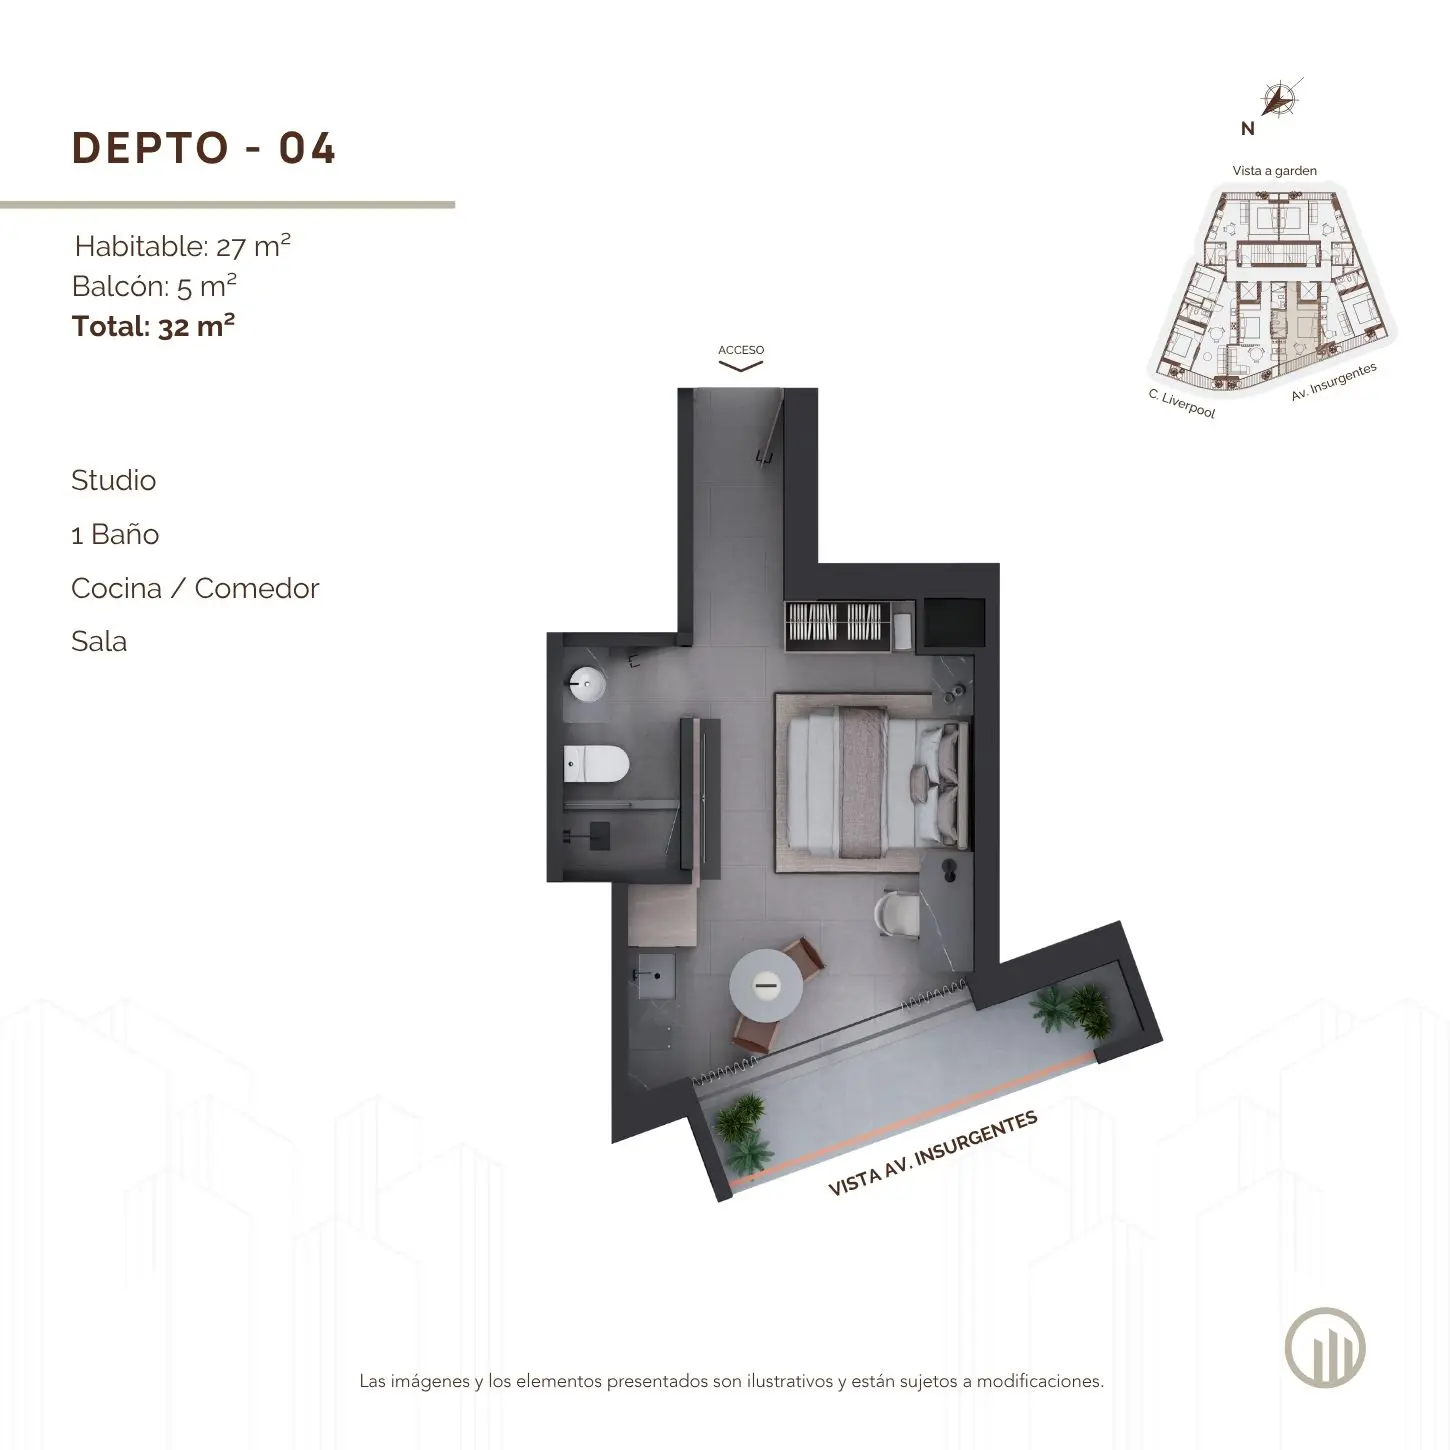 DEPTO - 04
Habitable: 27 m²
Balcón: 5 m²
Total: 32 m²
Studio
1 Baño
Cocina / Comedor
Sala
N
Vista a garden
C. Liverpool
Av. Insurgentes
ACCESO
VISTA AV. INSURGENTES
Las imágenes y los elementos presentados son ilustrativos y están sujetos a modificaciones.